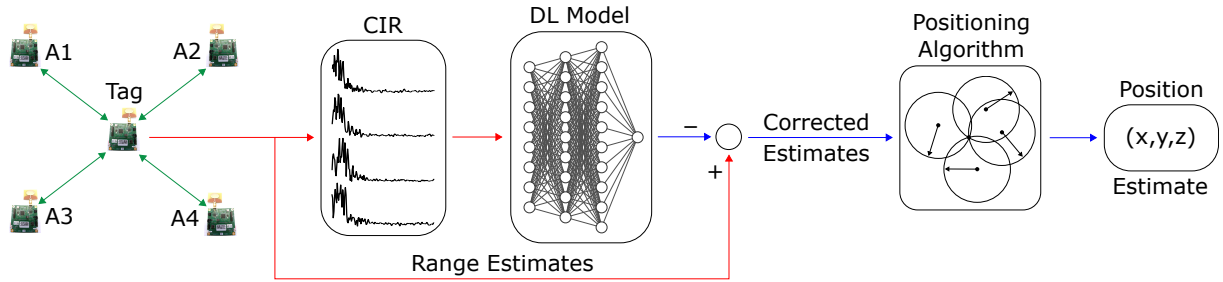 A1
A2
Tag
A3
A4
CIR
DL Model
Range Estimates
−
+
Corrected
Estimates
Positioning
Algorithm
Position
(x,y,z)
Estimate